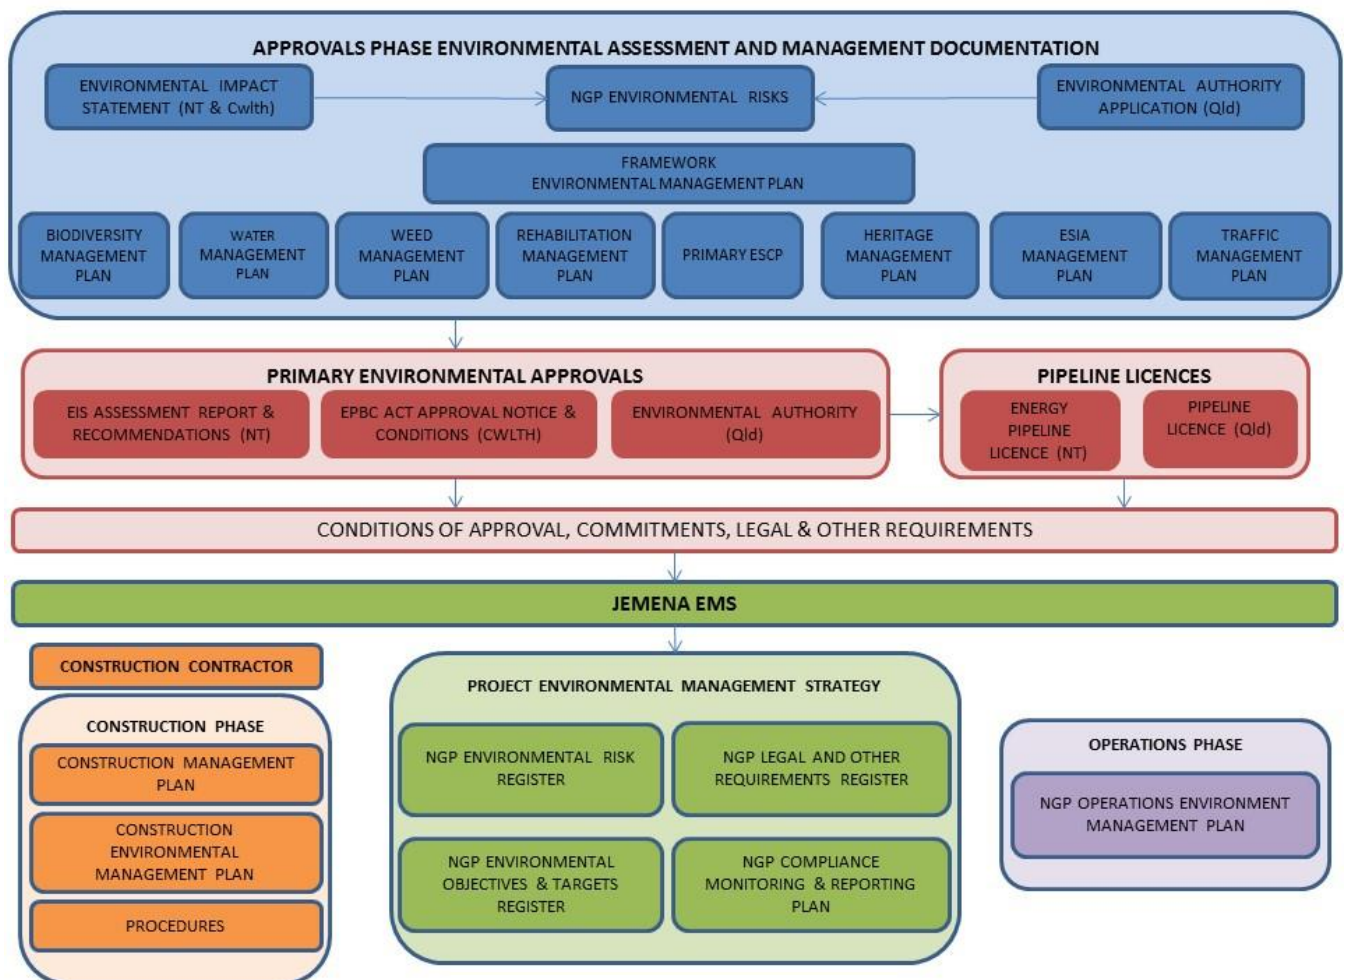 APPROVALS PHASE ENVIRONMENTAL ASSESSMENT AND MANAGEMENT DOCUMENTATION
ENVIRONMENTAL IMPACT
STATEMENT (NT & Cwlth)
NGP ENVIRONMENTAL RISKS
ENVIRONMENTAL AUTHORITY
APPLICATION (Qld)
FRAMEWORK
ENVIRONMENTAL MANAGEMENT PLAN
BIODIVERSITY
MANAGEMENT
PLAN
WATER
MANAGEMENT
PLAN
WEED
MANAGEMENT
PLAN
REHABILITATION
MANAGEMENT
PLAN
PRIMARY ESCP
HERITAGE
MANAGEMENT
PLAN
ESIA
MANAGEMENT
PLAN
TRAFFIC
MANAGEMENT
PLAN
PRIMARY ENVIRONMENTAL APPROVALS
EIS ASSESSMENT REPORT &
RECOMMENDATIONS (NT)
EPBC ACT APPROVAL NOTICE &
CONDITIONS (CWLTH)
ENVIRONMENTAL AUTHORITY
(Qld)
PIPELINE LICENCES
ENERGY
PIPELINE
LICENCE (NT)
PIPELINE
LICENCE (Qld)
CONDITIONS OF APPROVAL, COMMITMENTS, LEGAL & OTHER REQUIREMENTS
JEMENA EMS
CONSTRUCTION CONTRACTOR
CONSTRUCTION PHASE
CONSTRUCTION MANAGEMENT
PLAN
CONSTRUCTION
ENVIRONMENTAL
MANAGEMENT PLAN
PROCEDURES
PROJECT ENVIRONMENTAL MANAGEMENT STRATEGY
NGP ENVIRONMENTAL RISK
REGISTER
NGP LEGAL AND OTHER
REQUIREMENTS REGISTER
NGP ENVIRONMENTAL
OBJECTIVES & TARGETS
REGISTER
NGP COMPLIANCE
MONITORING & REPORTING
PLAN
OPERATIONS PHASE
NGP OPERATIONS ENVIRONMENT
MANAGEMENT PLAN